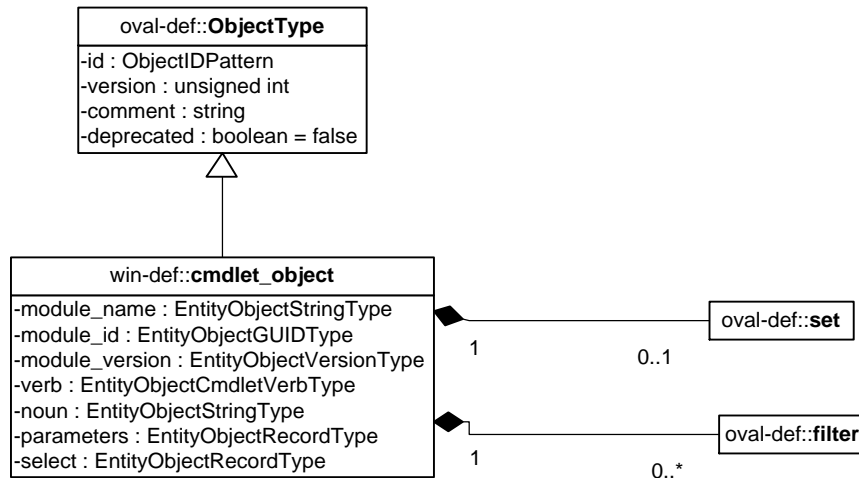 oval-def::ObjectType
-id : ObjectIDPattern
-version : unsigned int
-comment : string
-deprecated : boolean = false
win-def::cmdlet_object
-module_name : EntityObjectStringType
-module_id : EntityObjectGUIDType
-module_version : EntityObjectVersionType
-verb : EntityObjectCmdletVerbType
-noun : EntityObjectStringType
-parameters : EntityObjectRecordType
-select : EntityObjectRecordType
oval-def::set
1
0..1
oval-def::filter
1
0..*